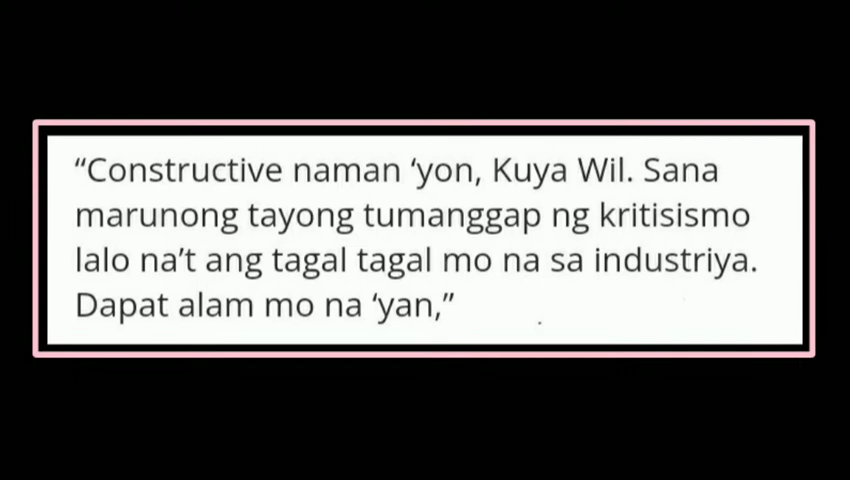 “Constructive naman ‘yon, Kuya Wil. Sana
marunong tayong tumanggap ng kritisismo
lalo na’t ang tagal tagal mo na sa industriya.
Dapat alam mo na ‘yan,”